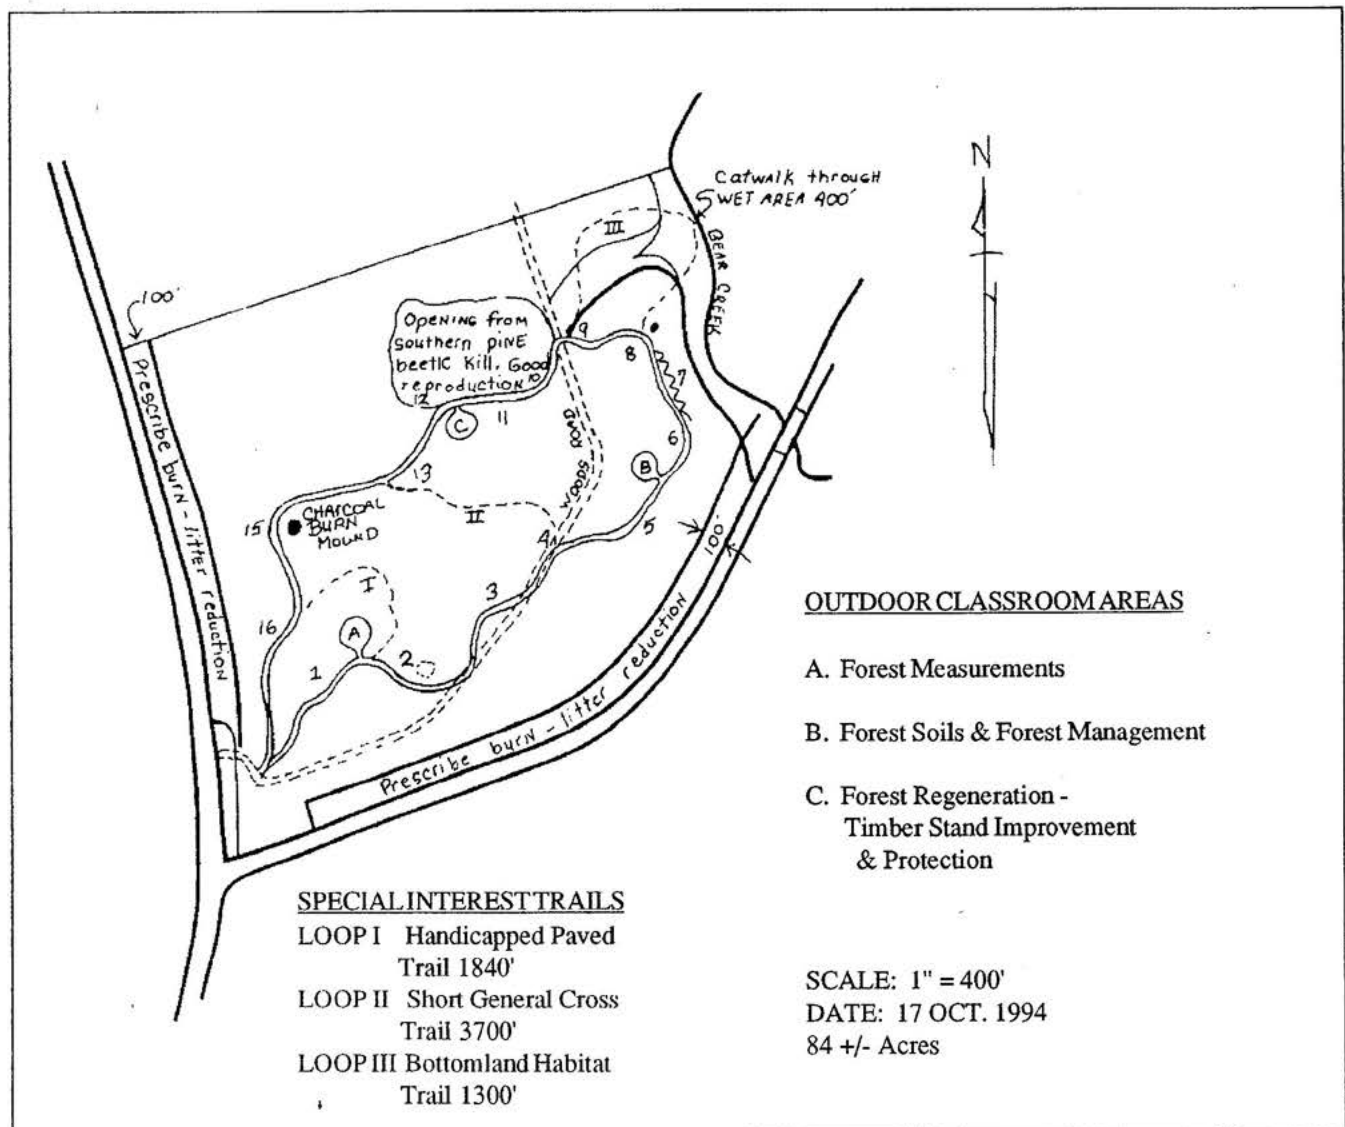 N
Catwalk through
WET AREA 400'
III
BEAR CREEK
100'
OpENING from
Southern pINE
beetle Kill. Good
reproduction
9
8
7
10
12
11
C
6
B
13
WOODS ROAD
II
5
4
15
CHARCOAL
BURN
MOUND
3
I
16
A
2
1
100'
Prescribe burn - litter reduction
Prescribe burn - litter reduction
OUTDOOR CLASSROOM AREAS
A. Forest Measurements
B. Forest Soils & Forest Management
C. Forest Regeneration -
Timber Stand Improvement
& Protection
SPECIAL INTEREST TRAILS
LOOP I Handicapped Paved
Trail 1840'
LOOP II Short General Cross
Trail 3700'
LOOP III Bottomland Habitat
Trail 1300'
SCALE: 1" = 400'
DATE: 17 OCT. 1994
84 +/- Acres